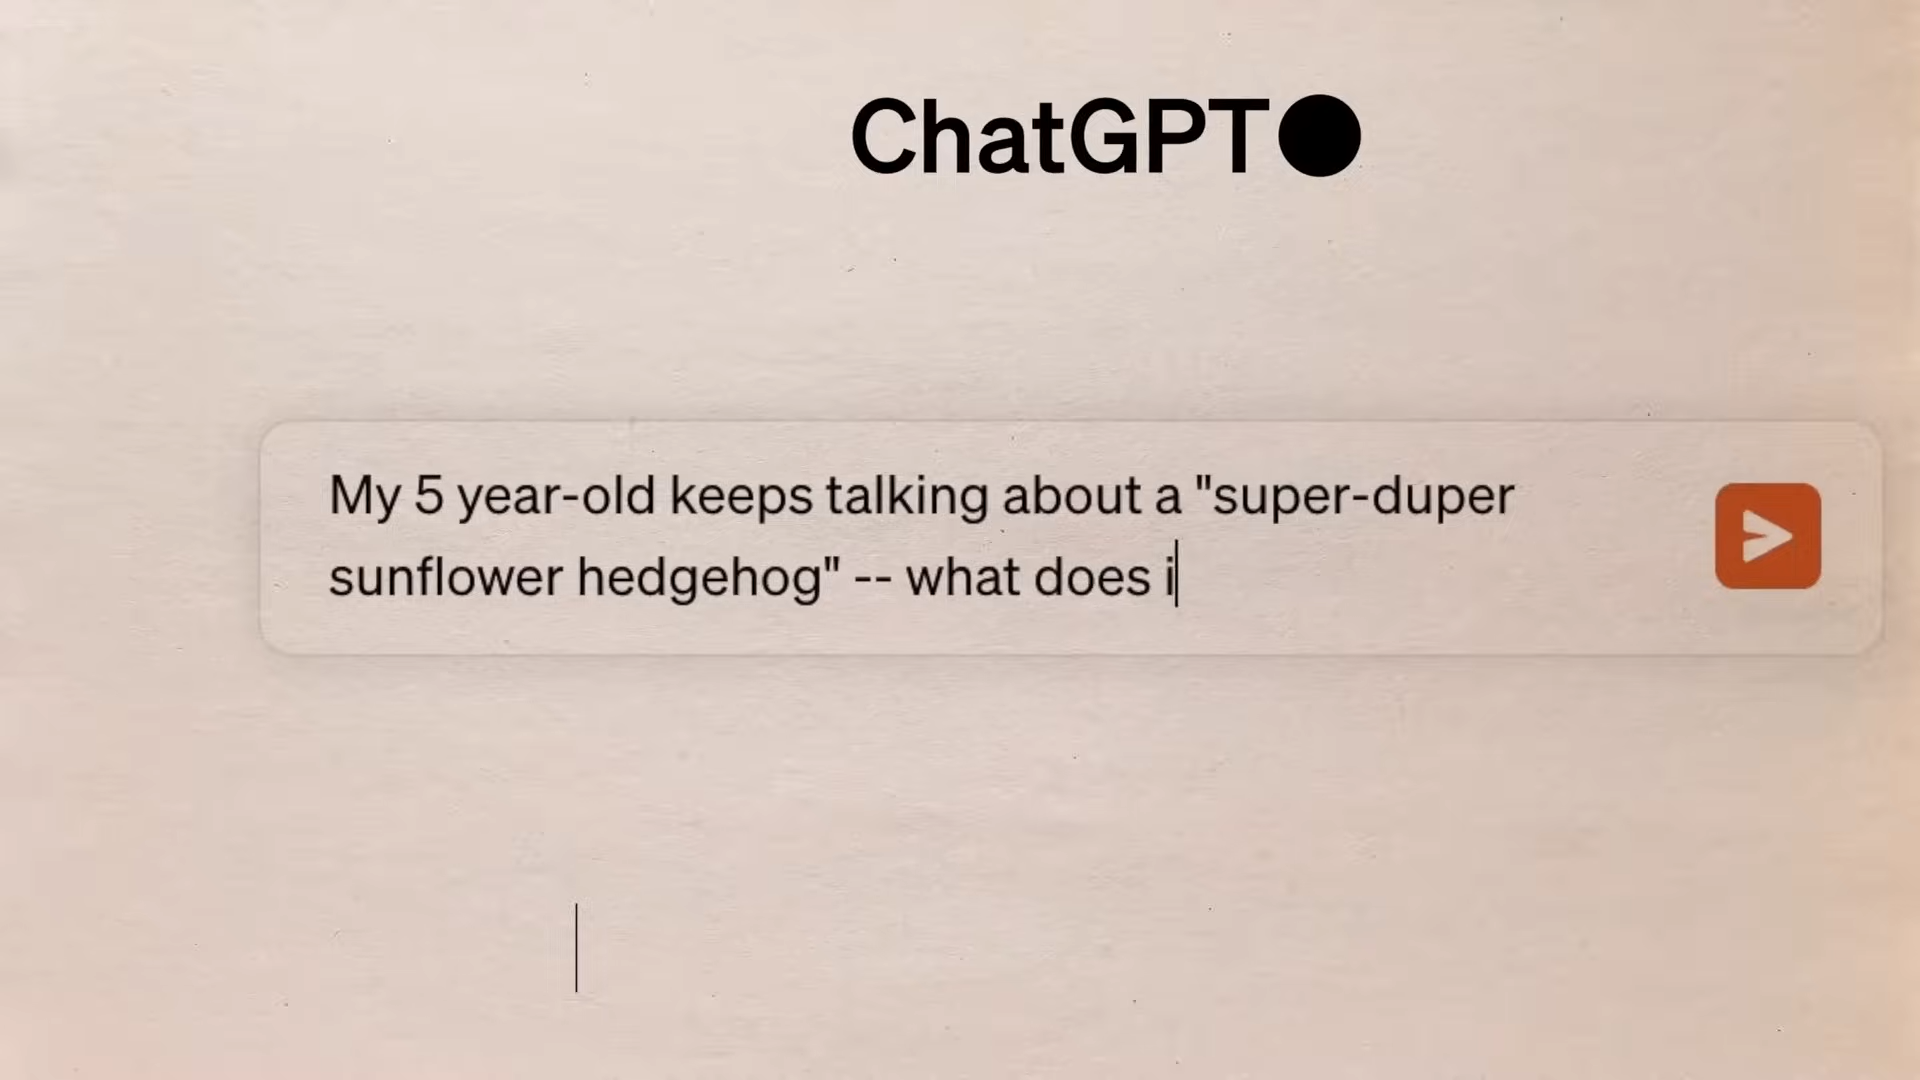 ChatGPT●
My 5 year-old keeps talking about a "super-duper
sunflower hedgehog" -- what does i